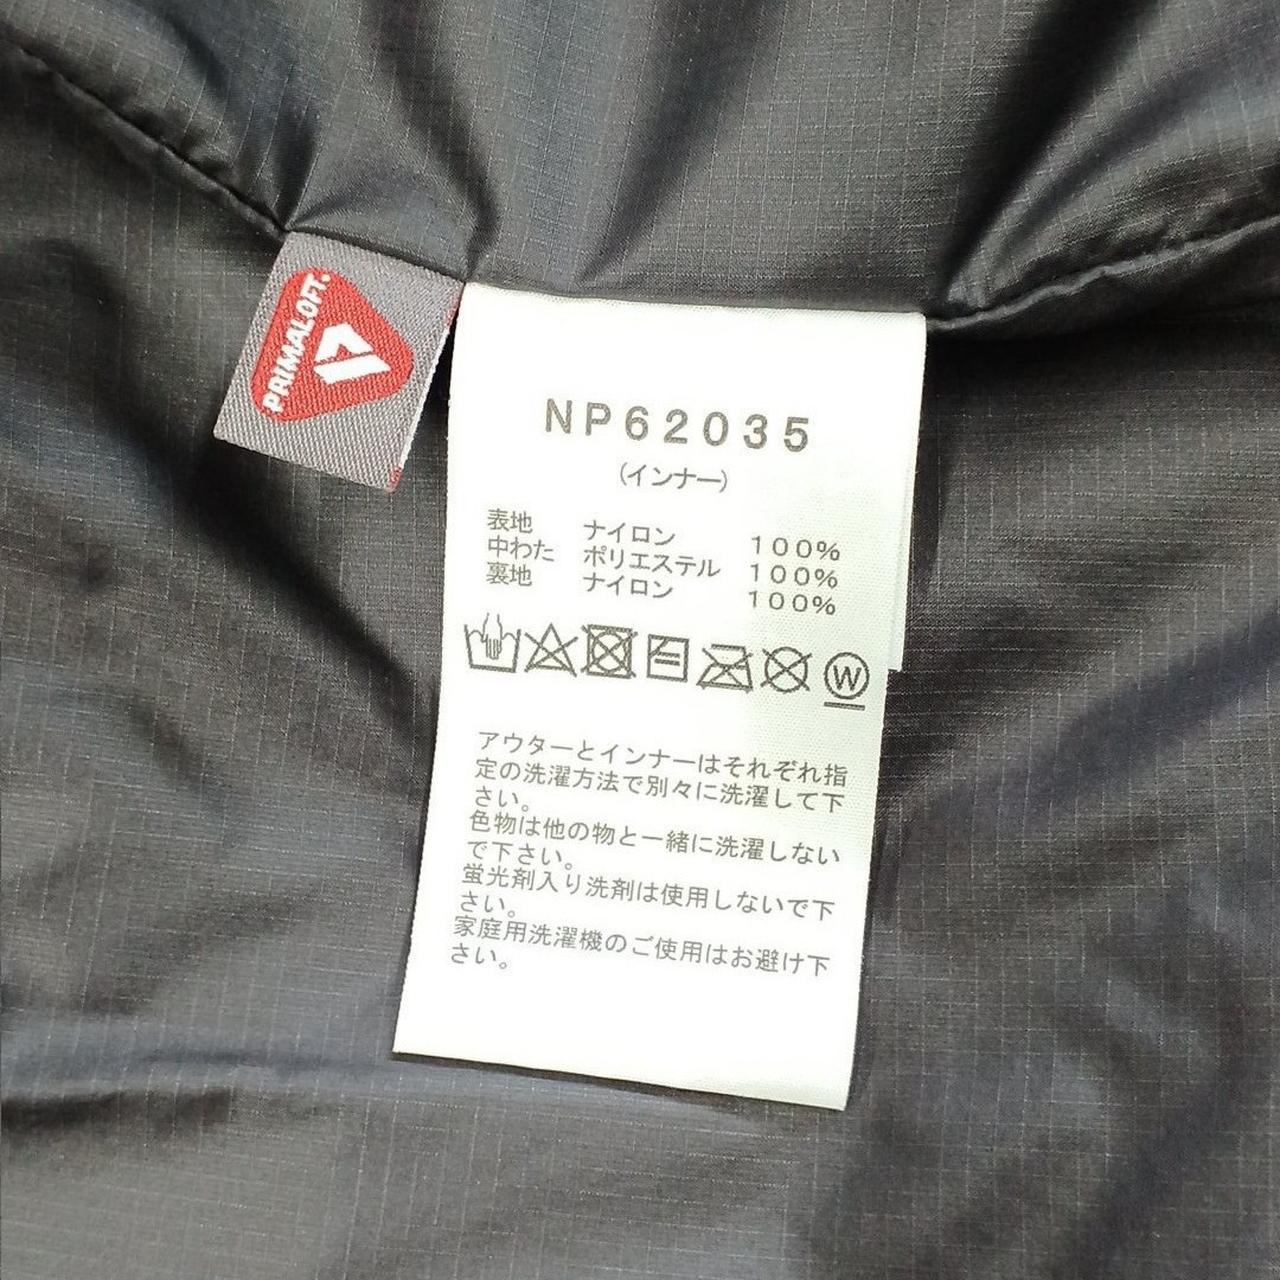 PRIMALOFT
NP62035
(インナー)
表地 ナイロン 100%
中わた ポリエステル 100%
裏地 ナイロン 100%
W
アウターとインナーはそれぞれ指
定の洗濯方法で別々に洗濯して下
さい。
色物は他の物と一緒に洗濯しない
で下さい。
蛍光剤入り洗剤は使用しないで下
さい。
家庭用洗濯機のご使用はお避け下
さい。